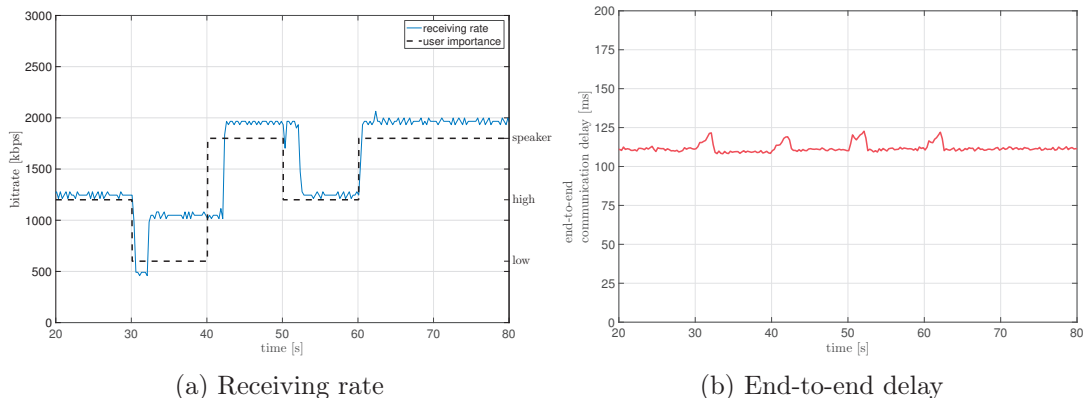 3000
2500
2000
1500
1000
500
0
bitrate [kbps]
receiving rate
user importance
speaker
high
low
20 30 40 50 60 70 80
time [s]
(a) Receiving rate
200
175
150
125
100
75
50
25
0
end-to-end
communication delay [ms]
20 30 40 50 60 70 80
time [s]
(b) End-to-end delay